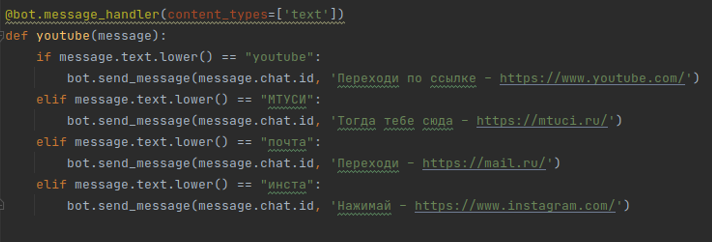 @bot.message_handler(content_types=['text'])
def youtube(message):
    if message.text.lower() == "youtube":
        bot.send_message(message.chat.id, 'Переходи по ссылке - https://www.youtube.com/')
    elif message.text.lower() == "МТУСИ":
        bot.send_message(message.chat.id, 'Тогда тебе сюда - https://mtuci.ru/')
    elif message.text.lower() == "почта":
        bot.send_message(message.chat.id, 'Переходи - https://mail.ru/')
    elif message.text.lower() == "инста":
        bot.send_message(message.chat.id, 'Нажимай - https://www.instagram.com/')